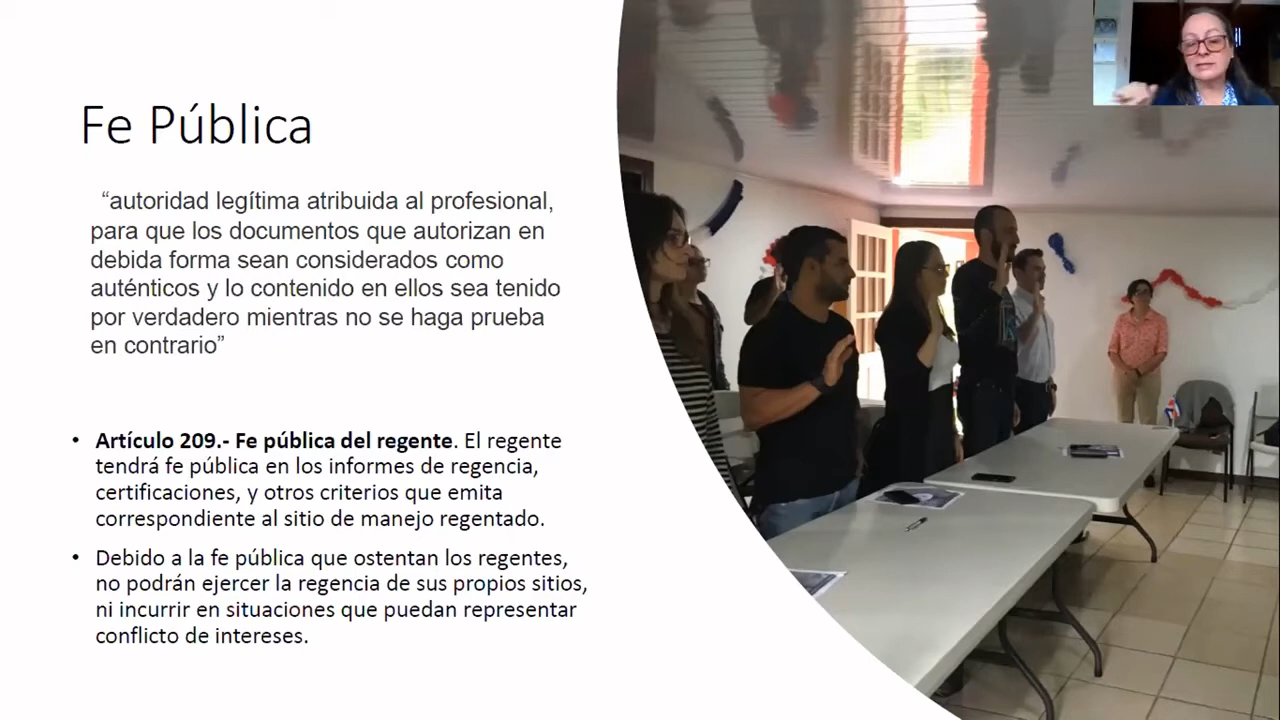 Fe Pública
“autoridad legítima atribuida al profesional,
para que los documentos que autorizan en
debida forma sean considerados como
auténticos y lo contenido en ellos sea tenido
por verdadero mientras no se haga prueba
en contrario”
• Artículo 209.- Fe pública del regente. El regente
tendrá fe pública en los informes de regencia,
certificaciones, y otros criterios que emita
correspondiente al sitio de manejo regentado.
• Debido a la fe pública que ostentan los regentes,
no podrán ejercer la regencia de sus propios sitios,
ni incurrir en situaciones que puedan representar
conflicto de intereses.